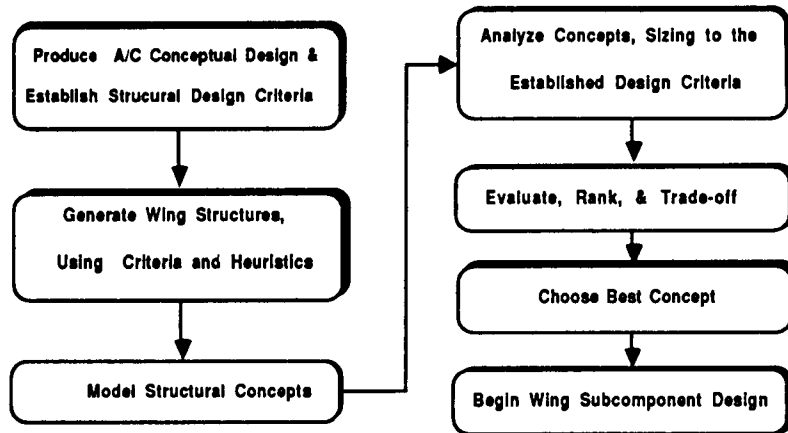 Produce A/C Conceptual Design &
Establish Strucural Design Criteria
Generate Wing Structures,
Using Criteria and Heuristics
Model Structural Concepts
Analyze Concepts, Sizing to the
Established Design Criteria
Evaluate, Rank, & Trade-off
Choose Best Concept
Begin Wing Subcomponent Design